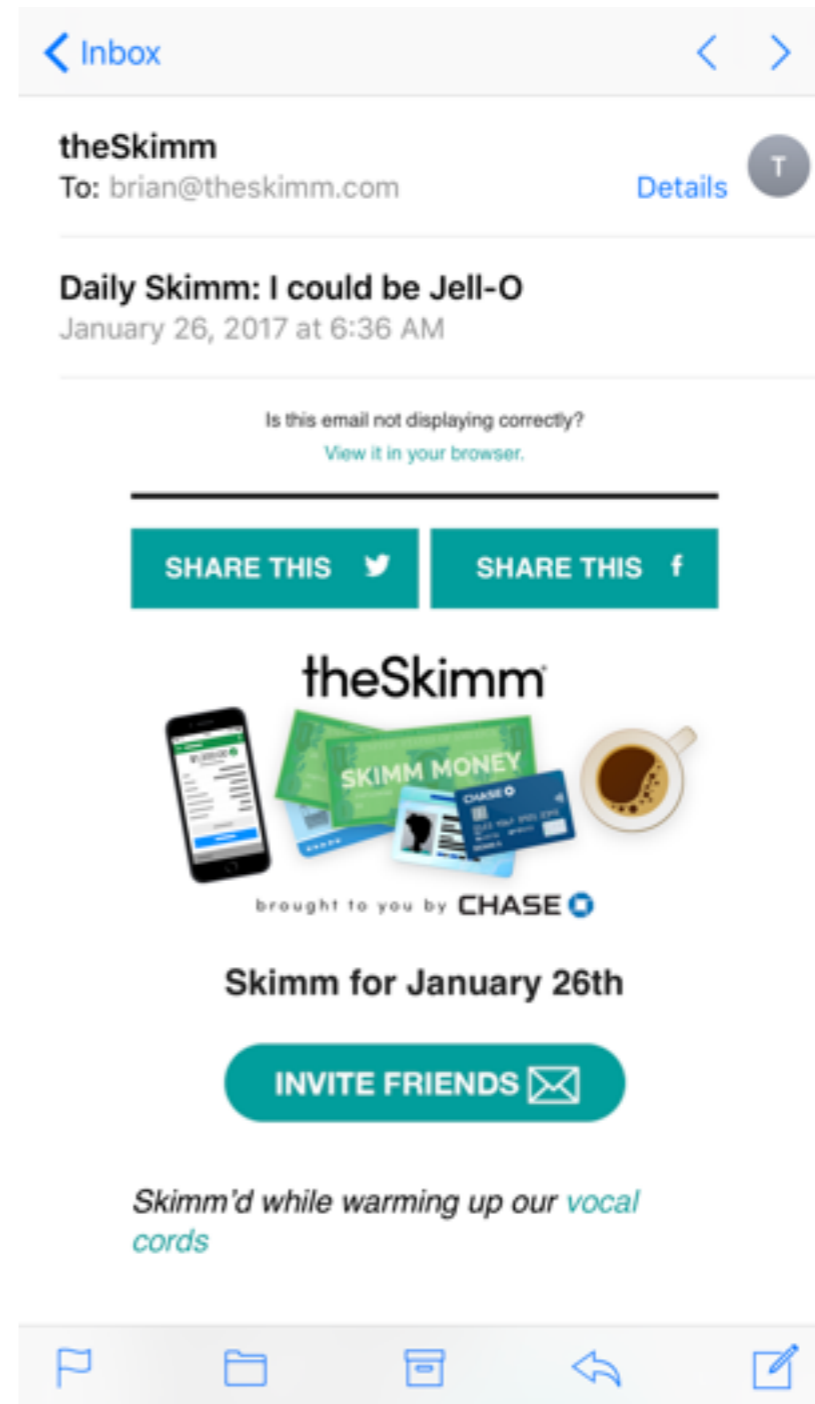 Inbox
theSkimm
To: brian@theskimm.com
Details
T
Daily Skimm: I could be Jell-O
January 26, 2017 at 6:36 AM
Is this email not displaying correctly?
View it in your browser.
SHARE THIS
SHARE THIS f
theSkimm
SKIMM MONEY
CHASE
brought to you by CHASE
Skimm for January 26th
INVITE FRIENDS
Skimm'd while warming up our vocal
cords